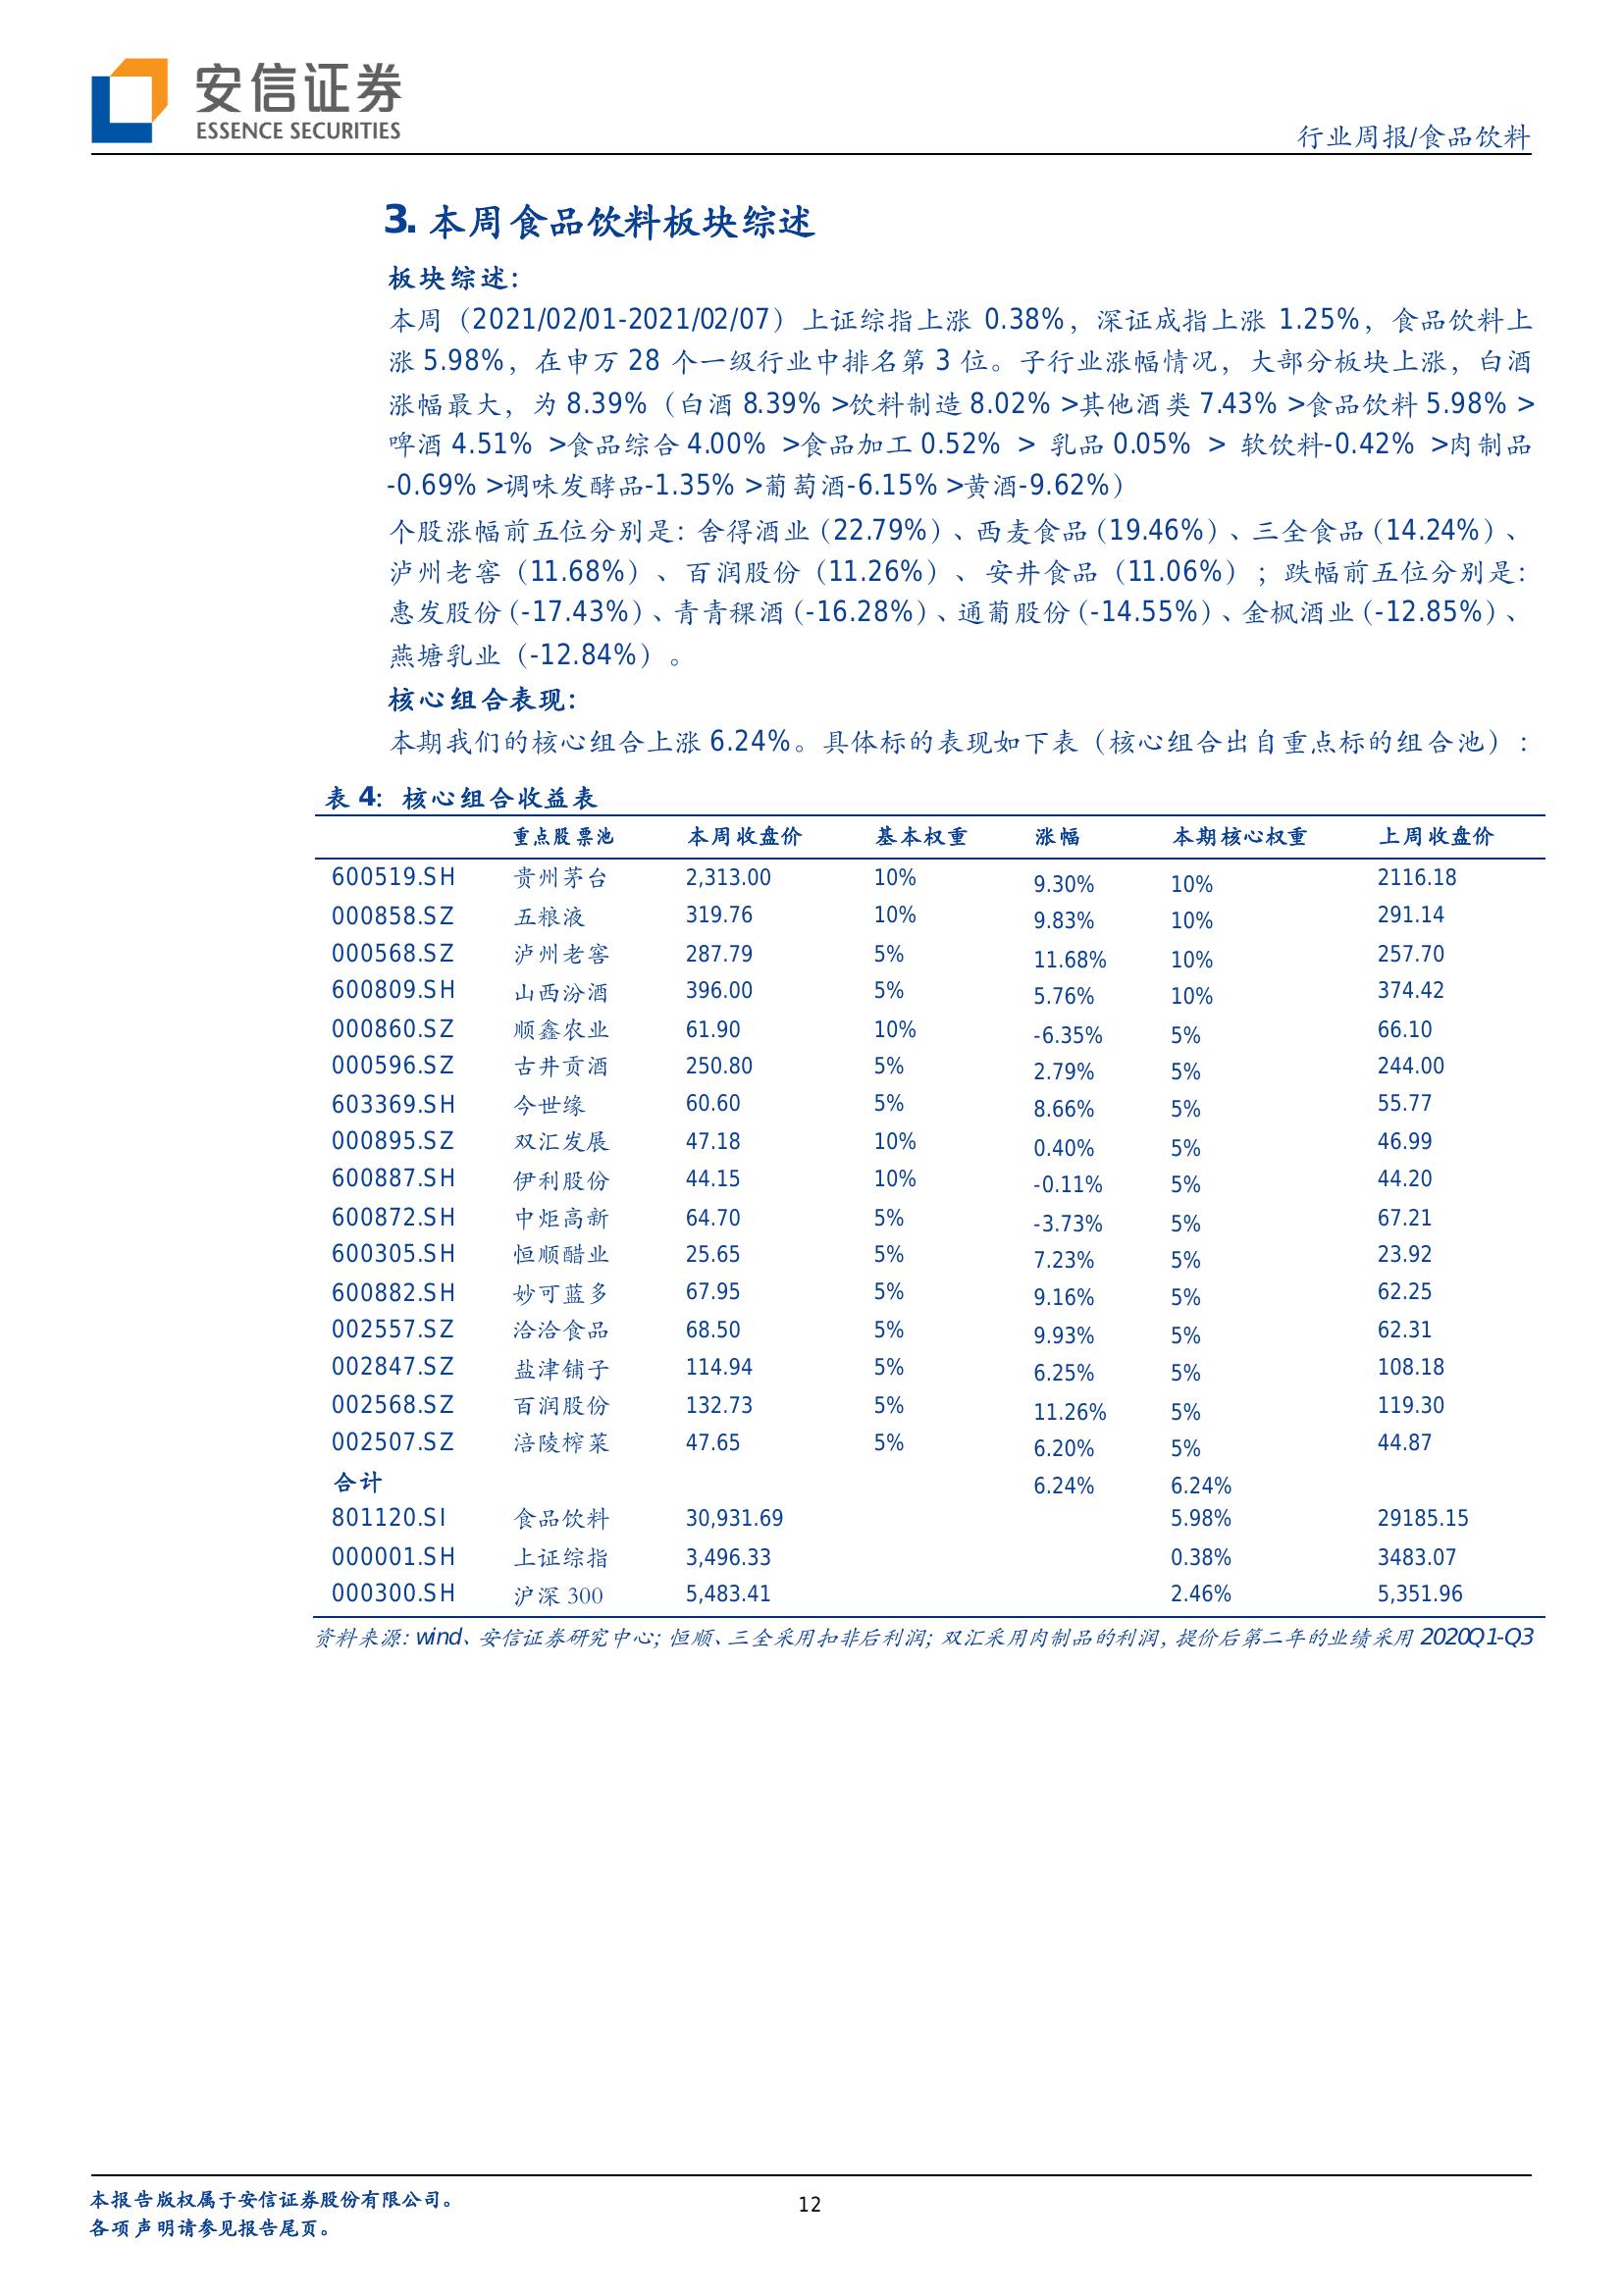 安信证券
ESSENCE SECURITIES
行业周报/食品饮料
3. 本周食品饮料板块综述
板块综述：
本周（2021/02/01-2021/02/07）上证综指上涨 0.38%，深证成指上涨 1.25%，食品饮料上
涨 5.98%，在申万 28 个一级行业中排名第 3 位。子行业涨幅情况，大部分板块上涨，白酒
涨幅最大，为 8.39%（白酒 8.39% >饮料制造 8.02% >其他酒类 7.43% >食品饮料 5.98% >
啤酒 4.51% >食品综合 4.00% >食品加工 0.52% > 乳品 0.05% > 软饮料-0.42% >肉制品
-0.69% >调味发酵品-1.35% >葡萄酒-6.15% >黄酒-9.62%）
个股涨幅前五位分别是：舍得酒业（22.79%）、西麦食品（19.46%）、三全食品（14.24%）、
泸州老窖（11.68%）、百润股份（11.26%）、安井食品（11.06%）；跌幅前五位分别是：
惠发股份（-17.43%）、青青稞酒（-16.28%）、通葡股份（-14.55%）、金枫酒业（-12.85%）、
燕塘乳业（-12.84%）。
核心组合表现：
本期我们的核心组合上涨 6.24%。具体标的表现如下表（核心组合出自重点标的组合池）：
表 4：核心组合收益表
重点股票池 本周收盘价 基本权重 涨幅 本期核心权重 上周收盘价
600519.SH 贵州茅台 2,313.00 10% 9.30% 10% 2116.18
000858.SZ 五粮液 319.76 10% 9.83% 10% 291.14
000568.SZ 泸州老窖 287.79 5% 11.68% 10% 257.70
600809.SH 山西汾酒 396.00 5% 5.76% 10% 374.42
000860.SZ 顺鑫农业 61.90 10% -6.35% 5% 66.10
000596.SZ 古井贡酒 250.80 5% 2.79% 5% 244.00
603369.SH 今世缘 60.60 5% 8.66% 5% 55.77
000895.SZ 双汇发展 47.18 10% 0.40% 5% 46.99
600887.SH 伊利股份 44.15 10% -0.11% 5% 44.20
600872.SH 中炬高新 64.70 5% -3.73% 5% 67.21
600305.SH 恒顺醋业 25.65 5% 7.23% 5% 23.92
600882.SH 妙可蓝多 67.95 5% 9.16% 5% 62.25
002557.SZ 洽洽食品 68.50 5% 9.93% 5% 62.31
002847.SZ 盐津铺子 114.94 5% 6.25% 5% 108.18
002568.SZ 百润股份 132.73 5% 11.26% 5% 119.30
002507.SZ 涪陵榨菜 47.65 5% 6.20% 5% 44.87
合计 6.24% 6.24%
801120.SI 食品饮料 30,931.69 5.98% 29185.15
000001.SH 上证综指 3,496.33 0.38% 3483.07
000300.SH 沪深 300 5,483.41 2.46% 5,351.96
资料来源：wind、安信证券研究中心；恒顺、三全采用扣非后利润；双汇采用肉制品的利润，提价后第二年的业绩采用 2020Q1-Q3
本报告版权属于安信证券股份有限公司。
各项声明请参见报告尾页。
12